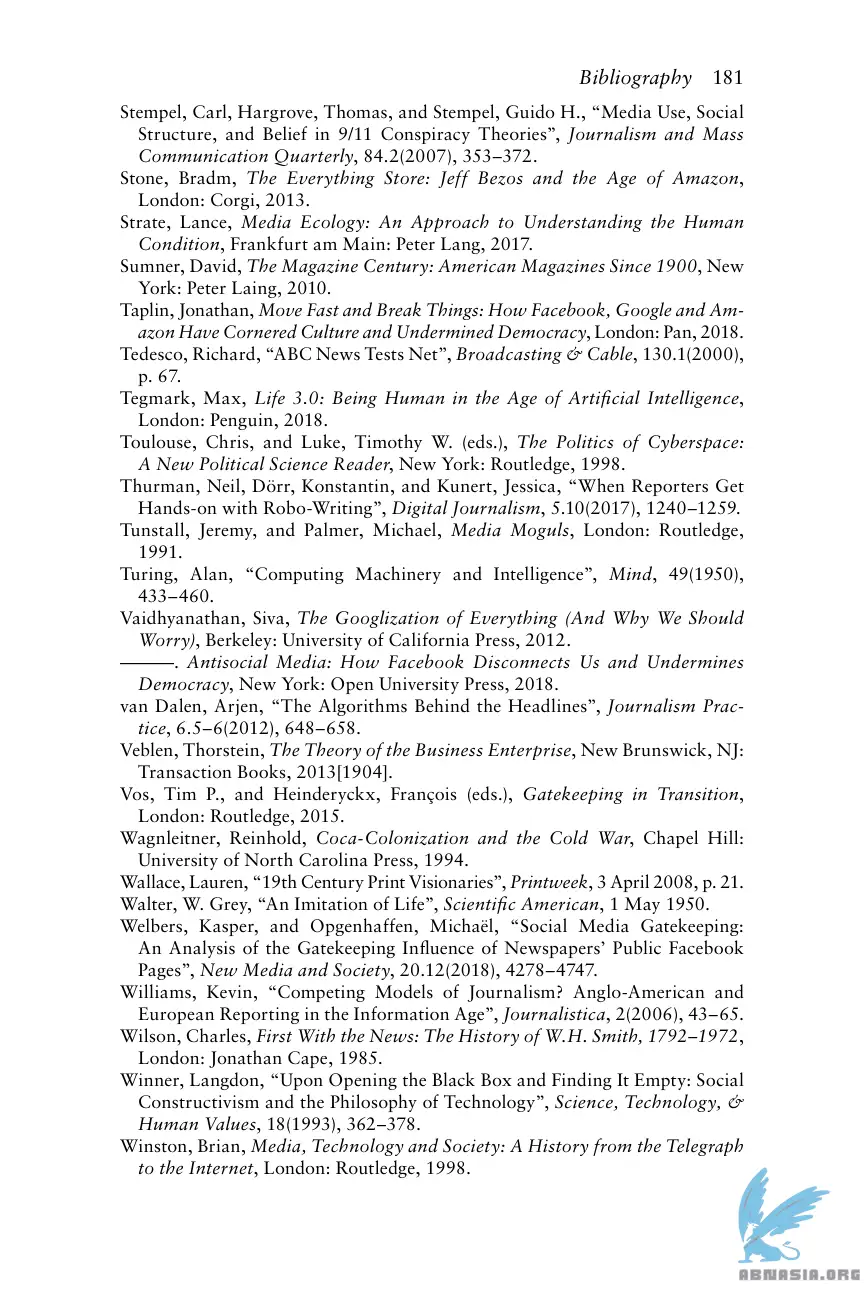 Bibliography 181
Stempel, Carl, Hargrove, Thomas, and Stempel, Guido H., “Media Use, Social
Structure, and Belief in 9/11 Conspiracy Theories”, Journalism and Mass
Communication Quarterly, 84.2(2007), 353–372.
Stone, Bradm, The Everything Store: Jeff Bezos and the Age of Amazon,
London: Corgi, 2013.
Strate, Lance, Media Ecology: An Approach to Understanding the Human
Condition, Frankfurt am Main: Peter Lang, 2017.
Sumner, David, The Magazine Century: American Magazines Since 1900, New
York: Peter Laing, 2010.
Taplin, Jonathan, Move Fast and Break Things: How Facebook, Google and Am-
azon Have Cornered Culture and Undermined Democracy, London: Pan, 2018.
Tedesco, Richard, “ABC News Tests Net”, Broadcasting & Cable, 130.1(2000),
p. 67.
Tegmark, Max, Life 3.0: Being Human in the Age of Artificial Intelligence,
London: Penguin, 2018.
Toulouse, Chris, and Luke, Timothy W. (eds.), The Politics of Cyberspace:
A New Political Science Reader, New York: Routledge, 1998.
Thurman, Neil, Dörr, Konstantin, and Kunert, Jessica, “When Reporters Get
Hands-on with Robo-Writing”, Digital Journalism, 5.10(2017), 1240–1259.
Tunstall, Jeremy, and Palmer, Michael, Media Moguls, London: Routledge,
1991.
Turing, Alan, “Computing Machinery and Intelligence”, Mind, 49(1950),
433–460.
Vaidhyanathan, Siva, The Googlization of Everything (And Why We Should
Worry), Berkeley: University of California Press, 2012.
———. Antisocial Media: How Facebook Disconnects Us and Undermines
Democracy, New York: Open University Press, 2018.
van Dalen, Arjen, “The Algorithms Behind the Headlines”, Journalism Prac-
tice, 6.5–6(2012), 648–658.
Veblen, Thorstein, The Theory of the Business Enterprise, New Brunswick, NJ:
Transaction Books, 2013[1904].
Vos, Tim P., and Heinderyckx, François (eds.), Gatekeeping in Transition,
London: Routledge, 2015.
Wagnleitner, Reinhold, Coca-Colonization and the Cold War, Chapel Hill:
University of North Carolina Press, 1994.
Wallace, Lauren, “19th Century Print Visionaries”, Printweek, 3 April 2008, p. 21.
Walter, W. Grey, “An Imitation of Life”, Scientific American, 1 May 1950.
Welbers, Kasper, and Opgenhaffen, Michaël, “Social Media Gatekeeping:
An Analysis of the Gatekeeping Influence of Newspapers’ Public Facebook
Pages”, New Media and Society, 20.12(2018), 4278–4747.
Williams, Kevin, “Competing Models of Journalism? Anglo-American and
European Reporting in the Information Age”, Journalistica, 2(2006), 43–65.
Wilson, Charles, First With the News: The History of W.H. Smith, 1792–1972,
London: Jonathan Cape, 1985.
Winner, Langdon, “Upon Opening the Black Box and Finding It Empty: Social
Constructivism and the Philosophy of Technology”, Science, Technology, &
Human Values, 18(1993), 362–378.
Winston, Brian, Media, Technology and Society: A History from the Telegraph
to the Internet, London: Routledge, 1998.
ABNASIA.ORG